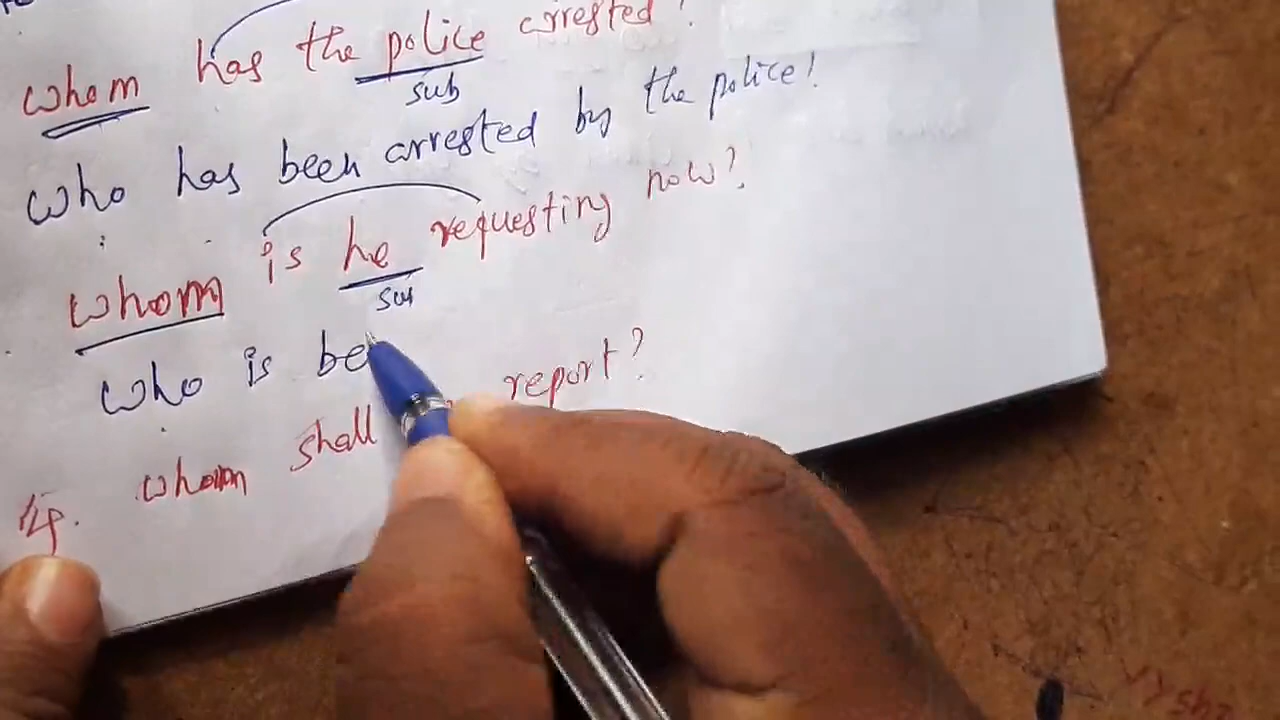 whom has the police arrested?
sub
who has been arrested by the police!
whom is he requesting now?
sub
who is be
14. whom shall report?